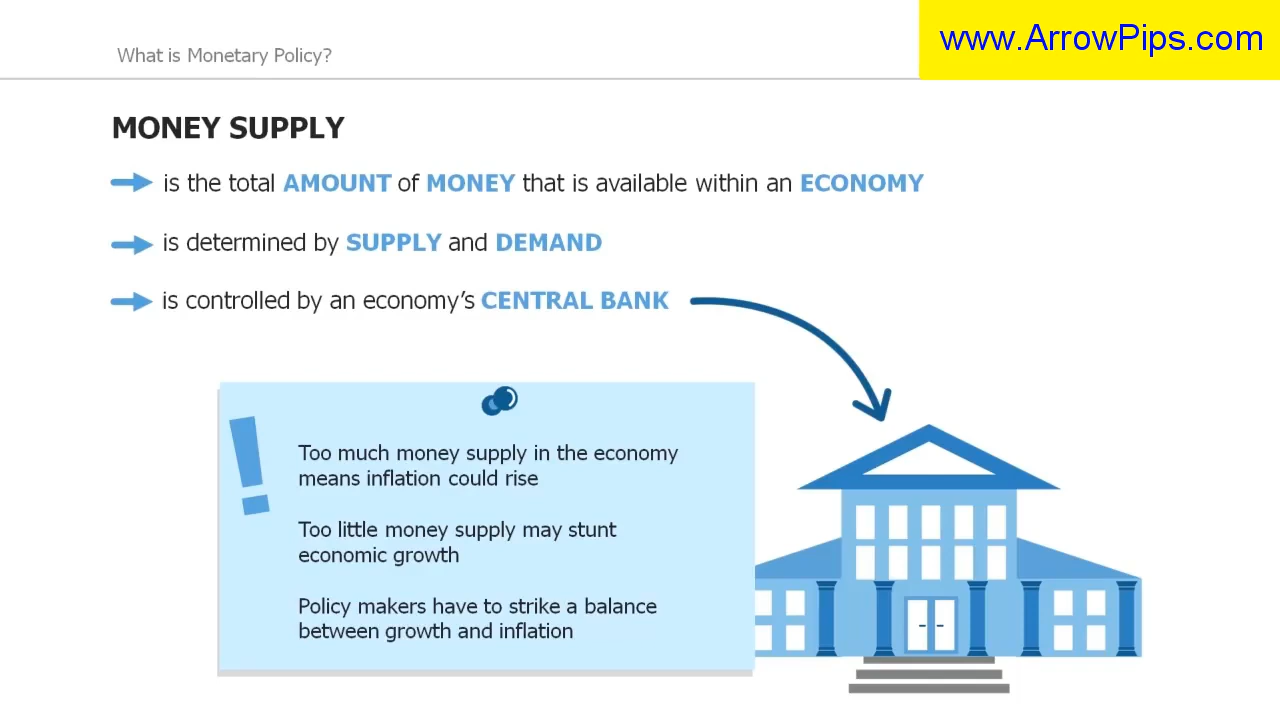 What is Monetary Policy?
www.ArrowPips.com
MONEY SUPPLY
is the total AMOUNT of MONEY that is available within an ECONOMY
is determined by SUPPLY and DEMAND
is controlled by an economy’s CENTRAL BANK
!
Too much money supply in the economy
means inflation could rise
Too little money supply may stunt
economic growth
Policy makers have to strike a balance
between growth and inflation